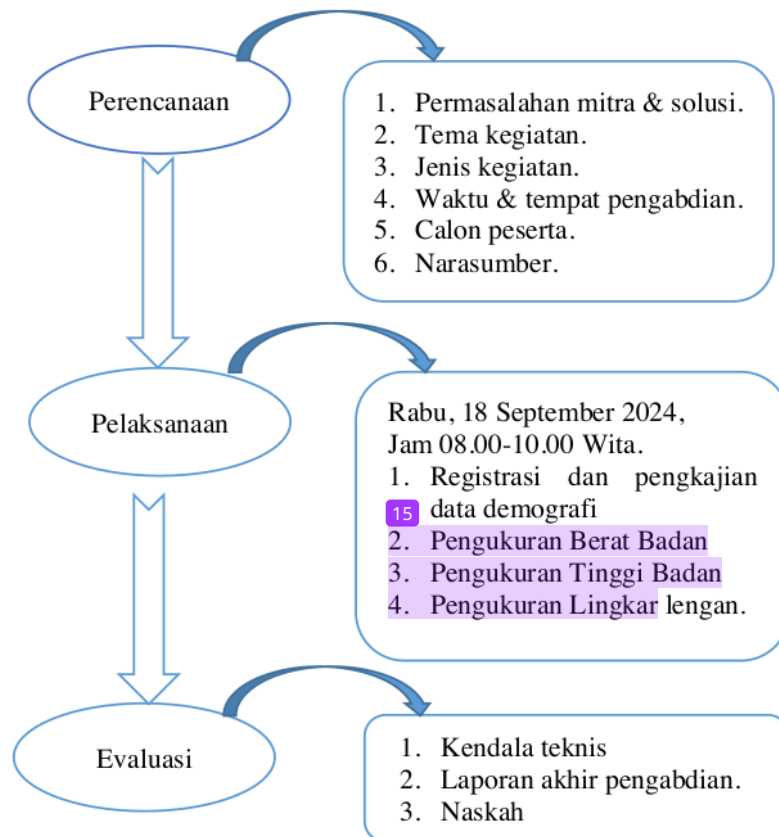 Perencanaan
1. Permasalahan mitra & solusi.
2. Tema kegiatan.
3. Jenis kegiatan.
4. Waktu & tempat pengabdian.
5. Calon peserta.
6. Narasumber.
Pelaksanaan
Rabu, 18 September 2024,
Jam 08.00-10.00 Wita.
1. Registrasi dan pengkajian
15 data demografi
2. Pengukuran Berat Badan
3. Pengukuran Tinggi Badan
4. Pengukuran Lingkar lengan.
Evaluasi
1. Kendala teknis
2. Laporan akhir pengabdian.
3. Naskah